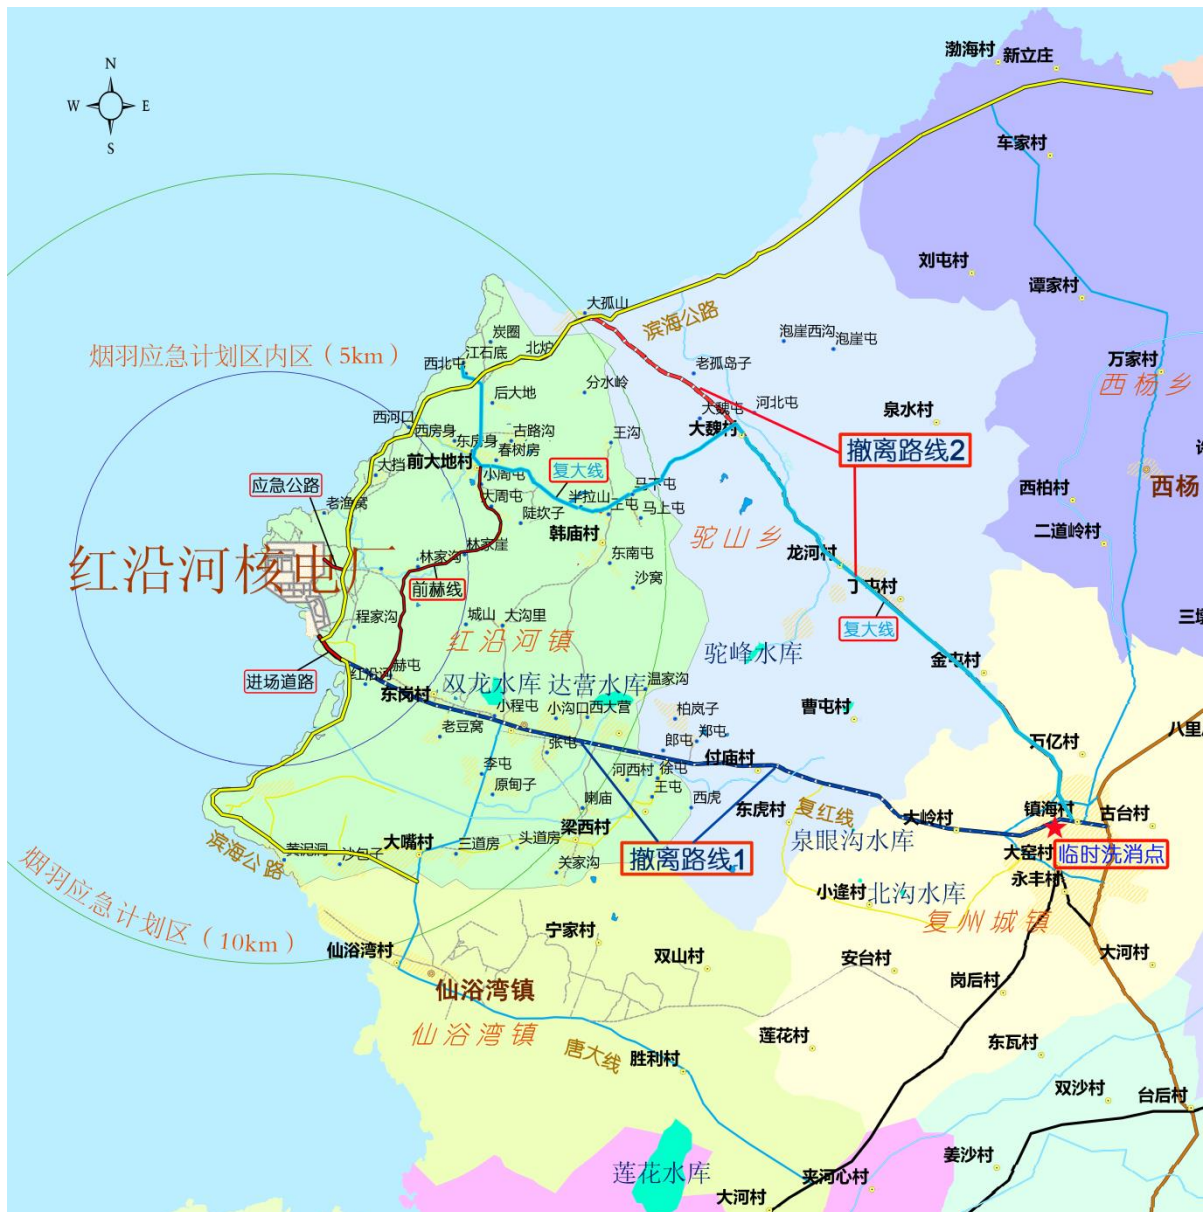 渤海村
新立庄
N
W
E
S
车家村
刘屯村
谭家村
大孤山
滨海公路
泡崖西沟
泡崖屯
炭圈
烟羽应急计划区内区（5km）
西北屯
江石底
北炉
老孤岛子
万家村
西杨乡
后大地
分水岭
西河口
大魏屯
河北屯
泉水村
西房身
东房身
古路沟
王沟
大魏村
撤离路线2
前大地村
春树房
大挡
小周屯
复大线
马下屯
西杨
应急公路
老渔窝
大周屯
半拉山
西柏村
陡坎子
马上屯
二道岭村
韩庙村
驼山乡
红沿河核电厂
林家沟
林家崖
东南屯
龙河村
前赫线
沙窝
丁屯村
程家沟
城山
大沟里
红沿河镇
复大线
驼峰水库
金屯村
进场道路
红沿河
赫屯
东岗村
双龙水库
达营水库
温家沟
小程屯
小沟口
西大营
柏岚子
曹屯村
老豆窝
郑屯
郎屯
张屯
万亿村
李屯
原甸子
河西村
徐屯
付庙村
王屯
喇庙
西虎
东虎村
复红线
大岭村
镇海村
古台村
滨海公路
大嘴村
三道房
头道房
梁西村
泉眼沟水库
黄泥洞
沙包子
关家沟
撤离路线1
大窑村
临时洗消点
烟羽应急计划区（10km）
小逄村
北沟水库
永丰村
复州城镇
仙浴湾村
宁家村
双山村
安台村
大河村
仙浴湾镇
岗后村
仙浴湾镇
唐大线
胜利村
莲花村
东瓦村
双沙村
台后村
莲花水库
姜沙村
大河村
夹河心村